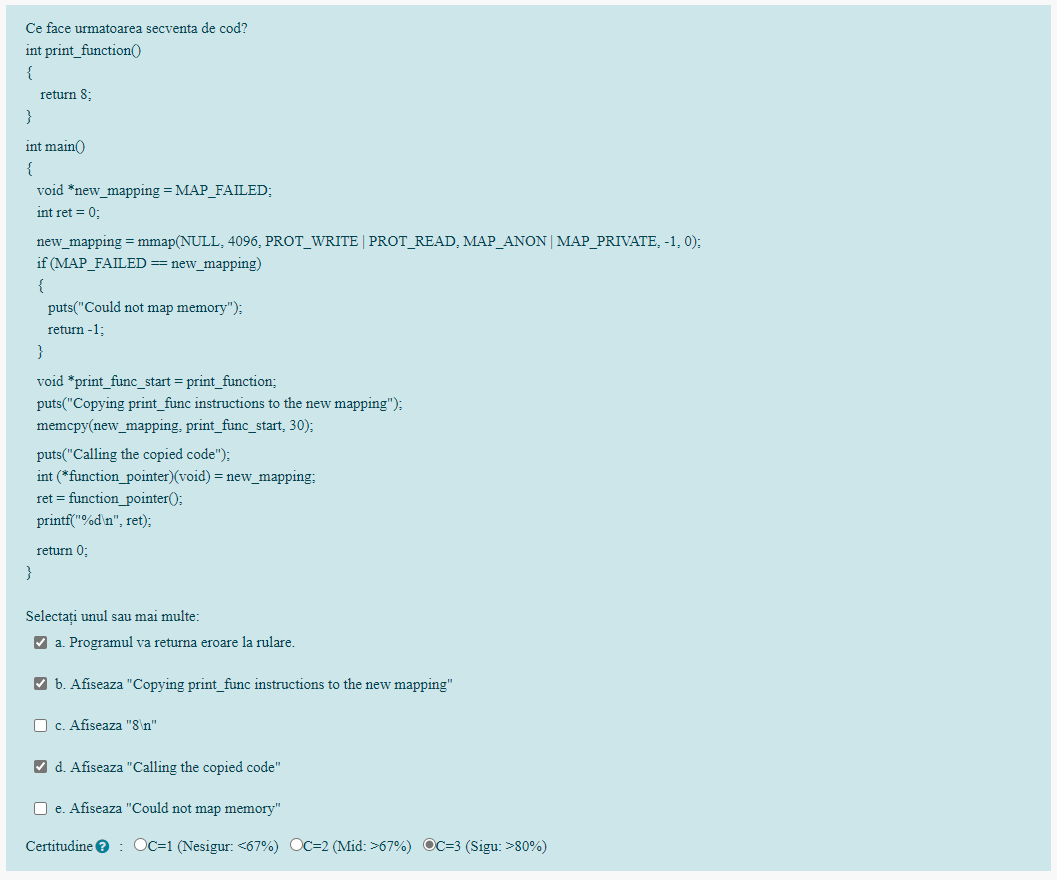 Ce face urmatoarea secventa de cod?
int print_function()
{
return 8;
}
int main()
{
void *new_mapping = MAP_FAILED;
int ret = 0;
new_mapping = mmap(NULL, 4096, PROT_WRITE | PROT_READ, MAP_ANON | MAP_PRIVATE, -1, 0);
if (MAP_FAILED == new_mapping)
{
puts("Could not map memory");
return -1;
}
void *print_func_start = print_function;
puts("Copying print_func instructions to the new mapping");
memcpy(new_mapping, print_func_start, 30);
puts("Calling the copied code");
int (*function_pointer)(void) = new_mapping;
ret = function_pointer();
printf("%d\n", ret);
return 0;
}
Selectați unul sau mai multe:
a. Programul va returna eroare la rulare.
b. Afiseaza "Copying print_func instructions to the new mapping"
c. Afiseaza "8\n"
d. Afiseaza "Calling the copied code"
e. Afiseaza "Could not map memory"
Certitudine ? : C=1 (Nesigur: <67%) C=2 (Mid: >67%) C=3 (Sigu: >80%)